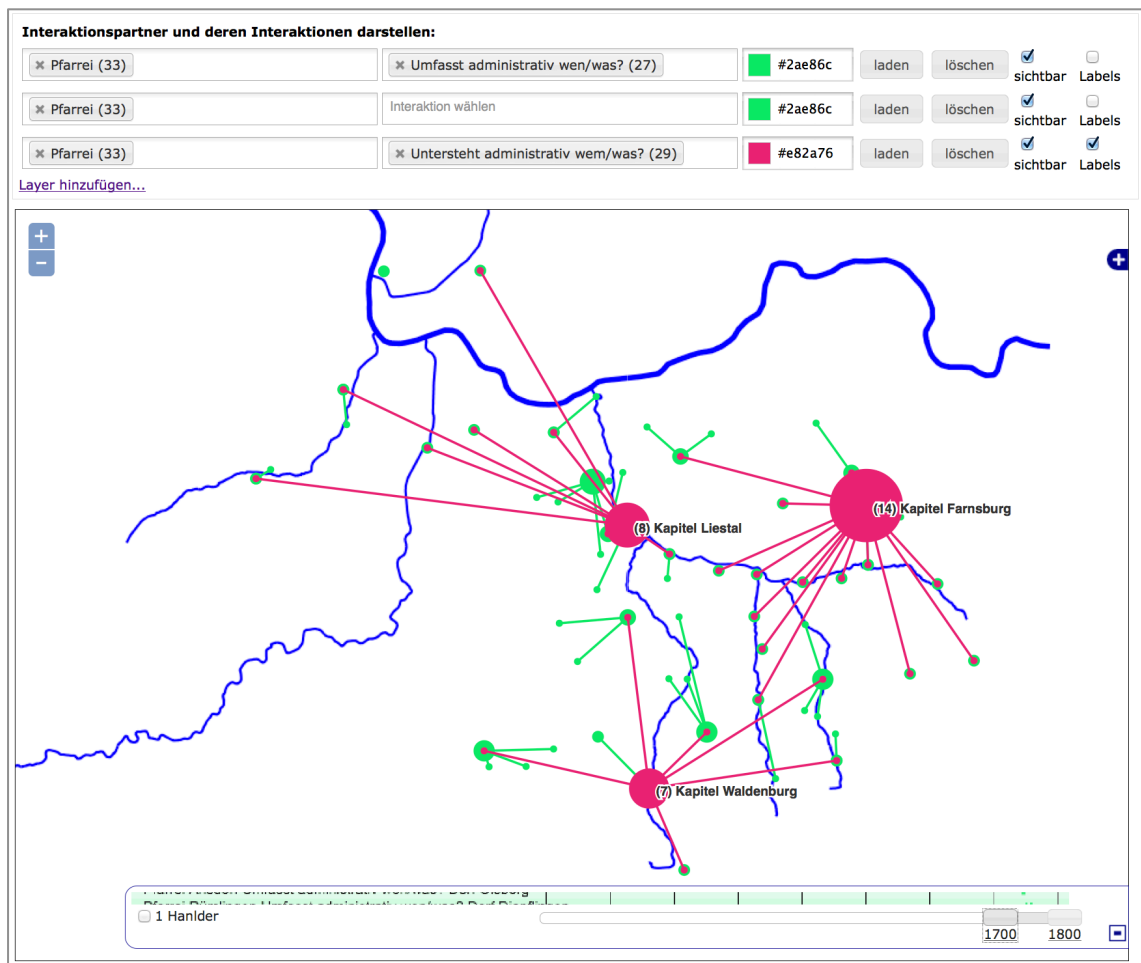 Interaktionspartner und deren Interaktionen darstellen:
× Pfarrei (33) × Umfasst administrativ wen/was? (27) #2ae86c laden löschen sichtbar Labels
× Pfarrei (33) Interaktion wählen #2ae86c laden löschen sichtbar Labels
× Pfarrei (33) × Untersteht administrativ wem/was? (29) #e82a76 laden löschen sichtbar Labels
Layer hinzufügen...
+
−
+
(14) Kapitel Farnsburg
(8) Kapitel Liestal
(7) Kapitel Waldenburg
1 Hanlder
1700 1800